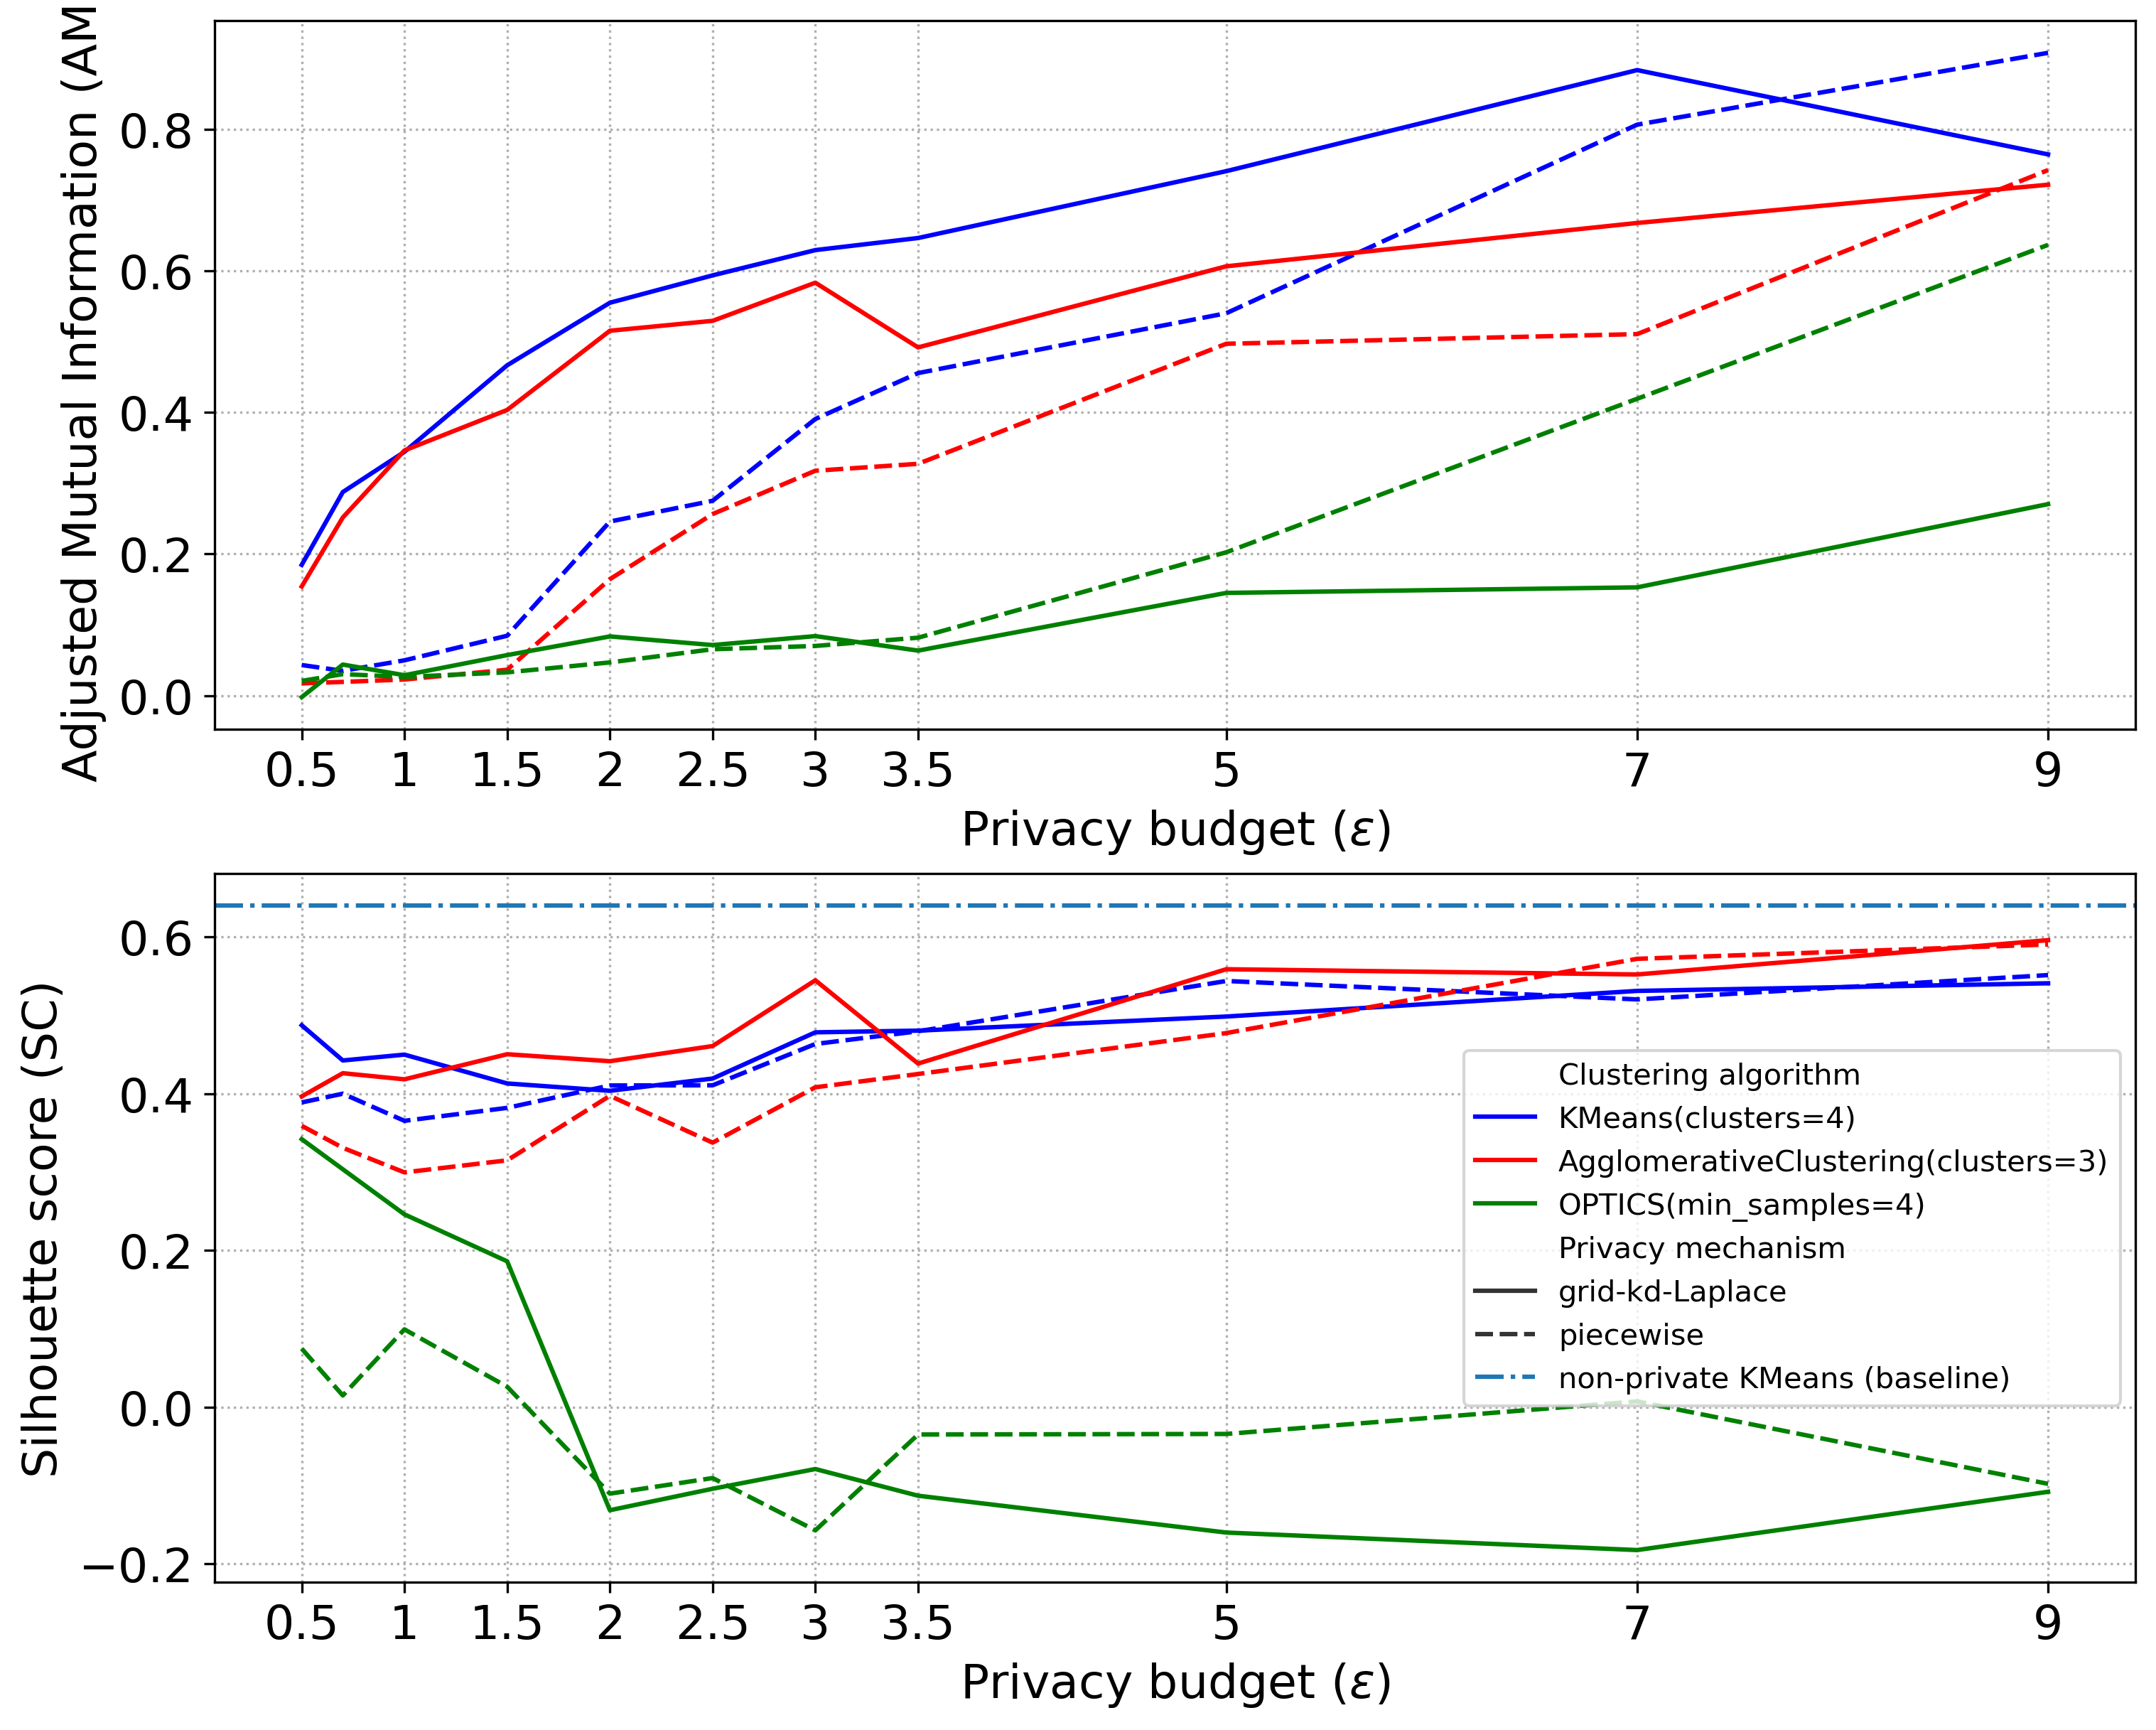 Adjusted Mutual Information (AM
0.8
0.6
0.4
0.2
0.0
0.5 1 1.5 2 2.5 3 3.5 5 7 9
Privacy budget (ε)
Silhouette score (SC)
0.6
0.4
0.2
0.0
−0.2
Clustering algorithm
KMeans(clusters=4)
AgglomerativeClustering(clusters=3)
OPTICS(min_samples=4)
Privacy mechanism
grid-kd-Laplace
piecewise
non-private KMeans (baseline)
0.5 1 1.5 2 2.5 3 3.5 5 7 9
Privacy budget (ε)